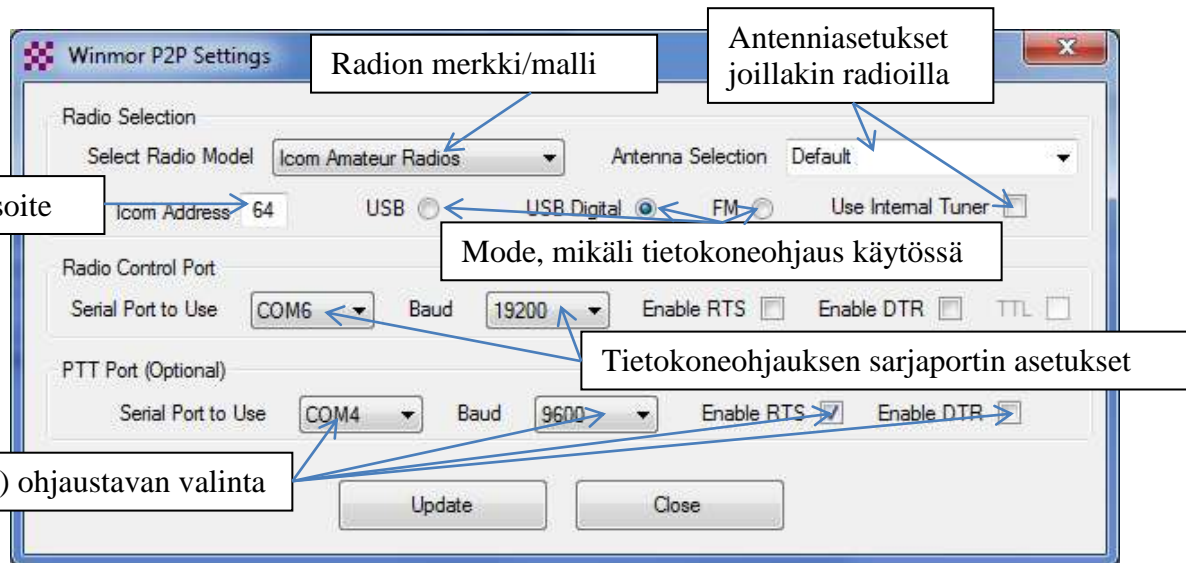 Antenniasetukset
joillakin radioilla
Winmor P2P Settings
Radion merkki/malli
Radio Selection
Select Radio Model Icom Amateur Radios Antenna Selection Default
soite Icom Address 64 USB USB Digital FM Use Internal Tuner
Mode, mikäli tietokoneohjaus käytössä
Radio Control Port
Serial Port to Use COM6 Baud 19200 Enable RTS Enable DTR TTL
Tietokoneohjauksen sarjaportin asetukset
PTT Port (Optional)
Serial Port to Use COM4 Baud 9600 Enable RTS Enable DTR
) ohjaustavan valinta
Update Close